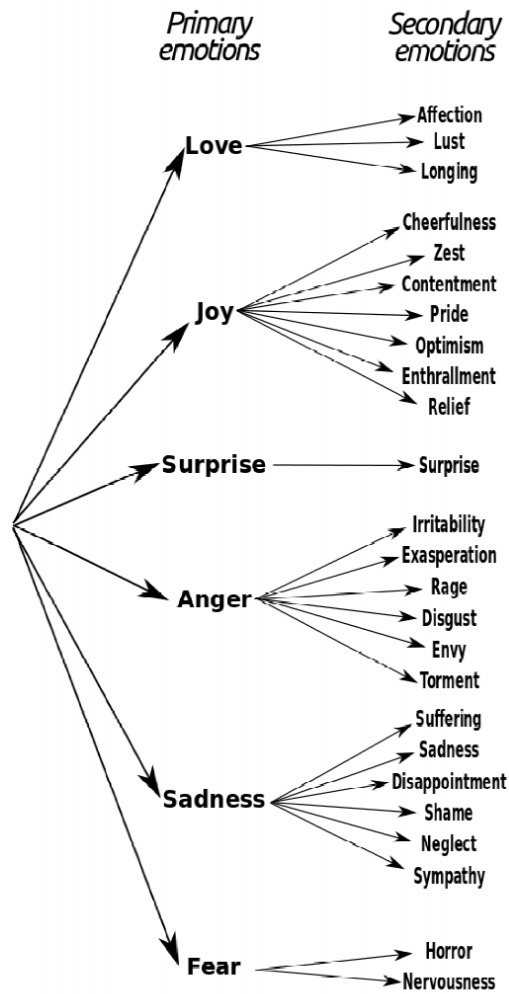 Primary
emotions
Secondary
emotions
Love
Affection
Lust
Longing
Joy
Cheerfulness
Zest
Contentment
Pride
Optimism
Enthrallment
Relief
Surprise
Surprise
Anger
Irritability
Exasperation
Rage
Disgust
Envy
Torment
Sadness
Suffering
Sadness
Disappointment
Shame
Neglect
Sympathy
Fear
Horror
Nervousness